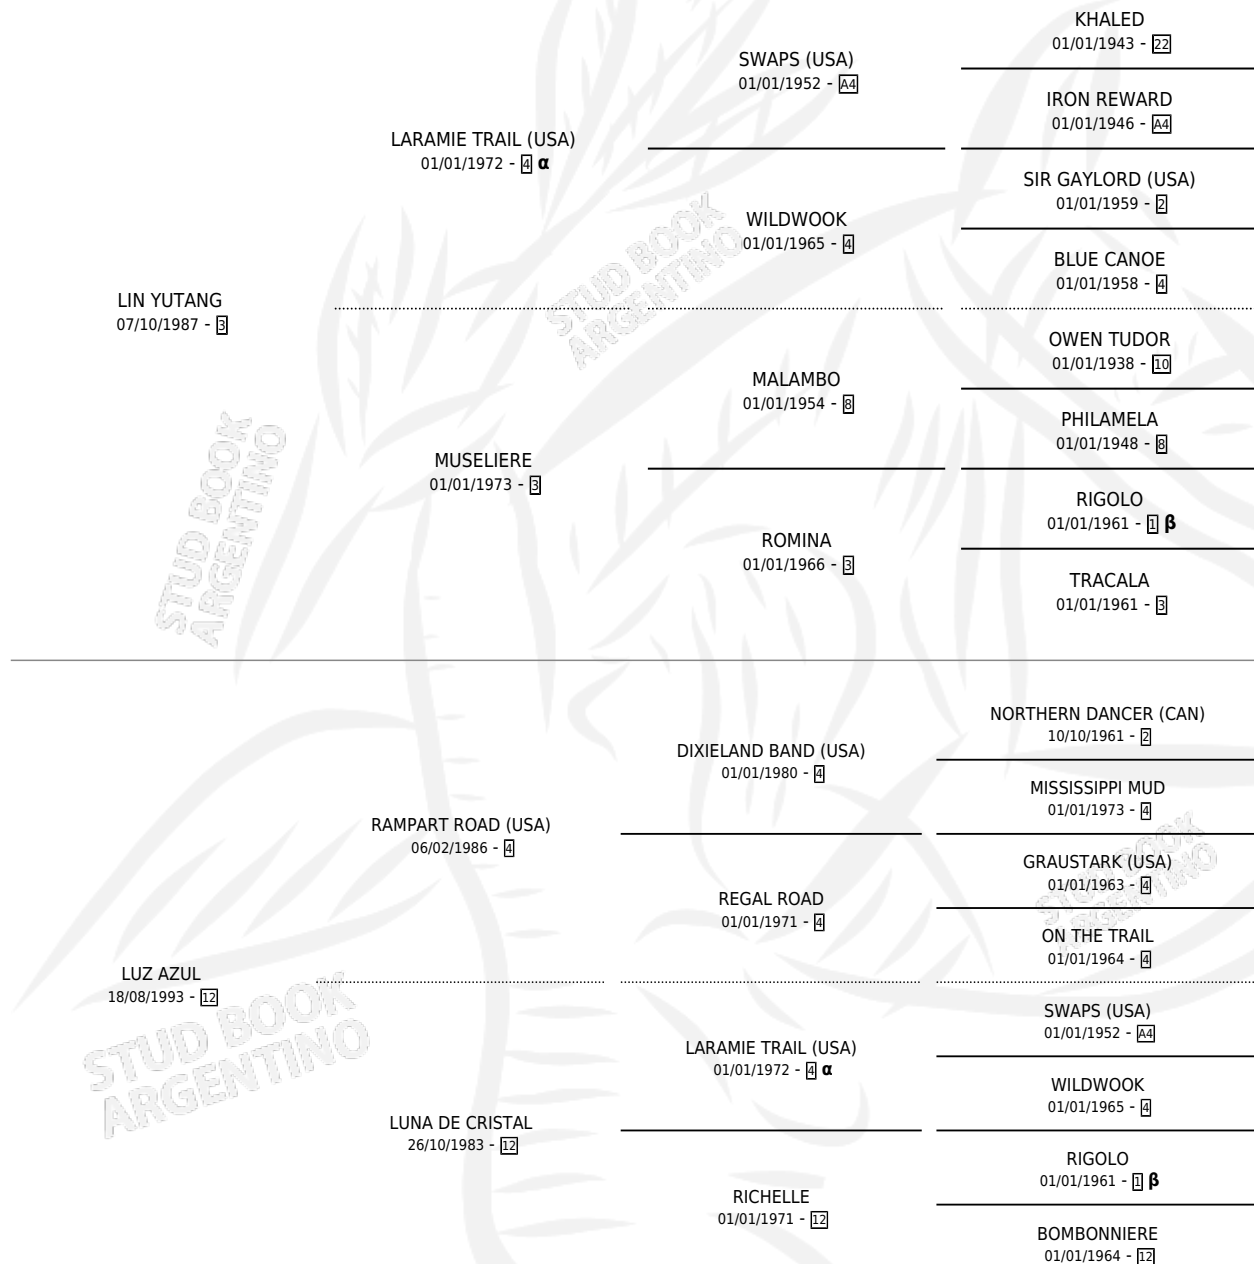 KHALED
01/01/1943 - 22
SWAPS (USA)
01/01/1952 - A4
IRON REWARD
01/01/1946 - A4
LARAMIE TRAIL (USA)
01/01/1972 - 4 α
SIR GAYLORD (USA)
01/01/1959 - 2
WILDWOOK
01/01/1965 - 4
BLUE CANOE
01/01/1958 - 4
STUD BOOK
ARGENTINO
LIN YUTANG
07/10/1987 - 3
OWEN TUDOR
01/01/1938 - 10
MALAMBO
01/01/1954 - 8
PHILAMELA
01/01/1948 - 8
MUSELIERE
01/01/1973 - 3
RIGOLO
01/01/1961 - 1 β
ROMINA
01/01/1966 - 3
TRACALA
01/01/1961 - 3
STUD BOOK
ARGENTINO
NORTHERN DANCER (CAN)
10/10/1961 - 2
DIXIELAND BAND (USA)
01/01/1980 - 4
MISSISSIPPI MUD
01/01/1973 - 4
RAMPART ROAD (USA)
06/02/1986 - 4
GRAUSTARK (USA)
01/01/1963 - 4
REGAL ROAD
01/01/1971 - 4
ON THE TRAIL
01/01/1964 - 4
STUD BOOK
ARGENTINO
LUZ AZUL
18/08/1993 - 12
SWAPS (USA)
01/01/1952 - A4
LARAMIE TRAIL (USA)
01/01/1972 - 4 α
WILDWOOK
01/01/1965 - 4
STUD BOOK
ARGENTINO
LUNA DE CRISTAL
26/10/1983 - 12
RIGOLO
01/01/1961 - 1 β
RICHELLE
01/01/1971 - 12
BOMBONNIERE
01/01/1964 - 12